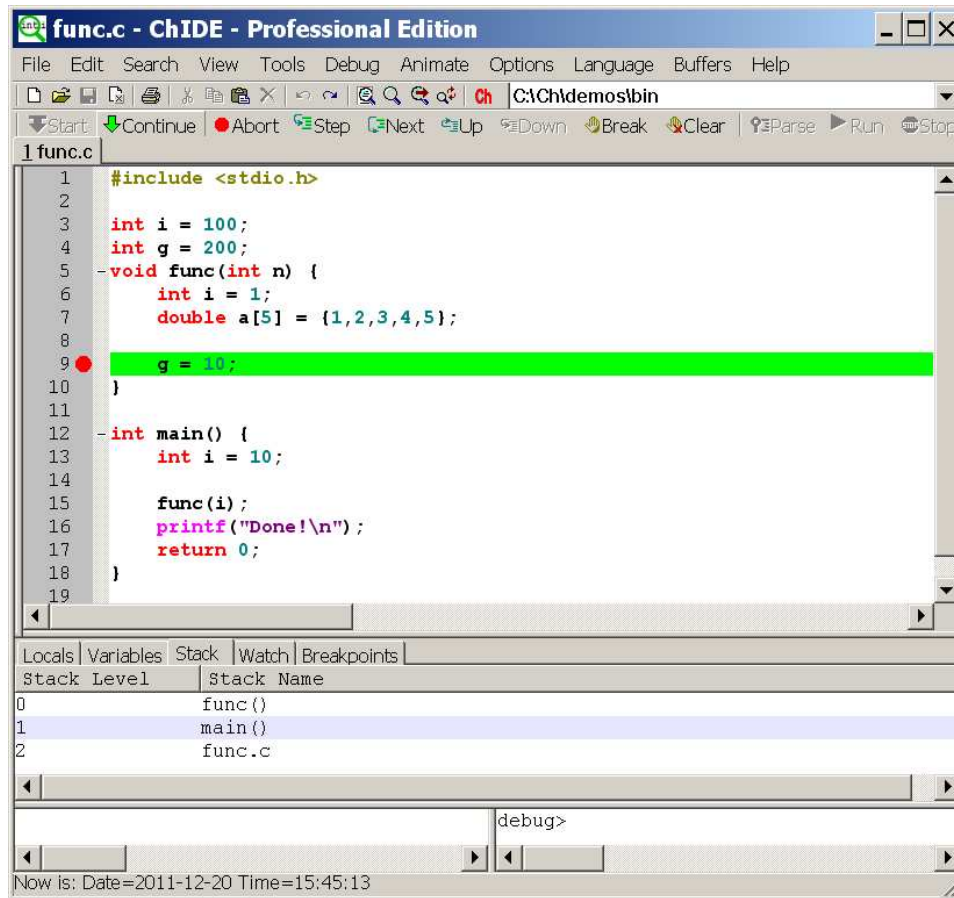 func.c - ChIDE - Professional Edition
File Edit Search View Tools Debug Animate Options Language Buffers Help
Ch C:\Ch\demos\bin
Start Continue Abort Step Next Up Down Break Clear Parse Run Stop
1 func.c
1 #include <stdio.h>
2
3 int i = 100;
4 int g = 200;
5 -void func(int n) {
6 int i = 1;
7 double a[5] = {1,2,3,4,5};
8
9 g = 10;
10 }
11
12 -int main() {
13 int i = 10;
14
15 func(i);
16 printf("Done!\n");
17 return 0;
18 }
19
Locals Variables Stack Watch Breakpoints
Stack Level Stack Name
0 func()
1 main()
2 func.c
debug>
Now is: Date=2011-12-20 Time=15:45:13